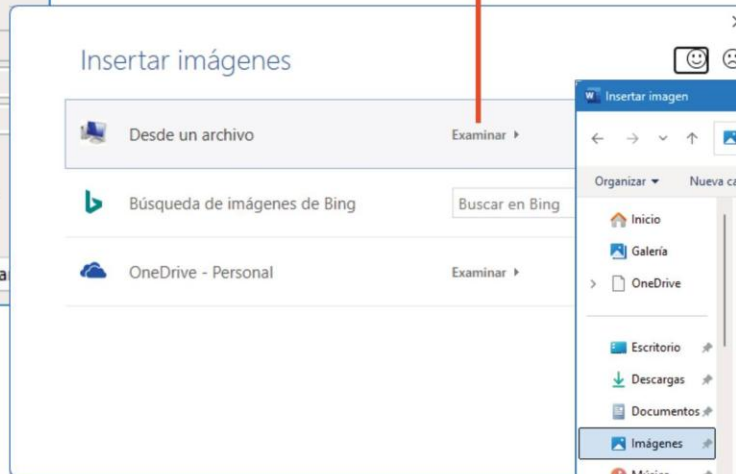 Insertar imágenes
Desde un archivo
Examinar
Búsqueda de imágenes de Bing
Buscar en Bing
OneDrive - Personal
Examinar
Insertar imagen
Organizar
Nueva
Inicio
Galería
OneDrive
Escritorio
Descargas
Documentos
Imágenes